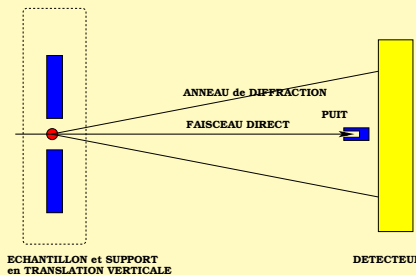 ANNEAU de DIFFRACTION
PUIT
FAISCEAU DIRECT
ECHANTILLON et SUPPORT
en TRANSLATION VERTICALE
DETECTEUR